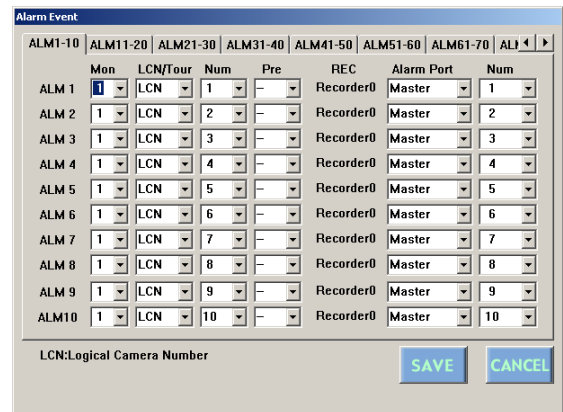 Alarm Event
ALM1-10 ALM11-20 ALM21-30 ALM31-40 ALM41-50 ALM51-60 ALM61-70
Mon LCN/Tour Num Pre REC Alarm Port Num
ALM 1 1 LCN 1 – Recorder0 Master 1
ALM 2 1 LCN 2 – Recorder0 Master 2
ALM 3 1 LCN 3 – Recorder0 Master 3
ALM 4 1 LCN 4 – Recorder0 Master 4
ALM 5 1 LCN 5 – Recorder0 Master 5
ALM 6 1 LCN 6 – Recorder0 Master 6
ALM 7 1 LCN 7 – Recorder0 Master 7
ALM 8 1 LCN 8 – Recorder0 Master 8
ALM 9 1 LCN 9 – Recorder0 Master 9
ALM10 1 LCN 10 – Recorder0 Master 10
LCN:Logical Camera Number
SAVE CANCEL